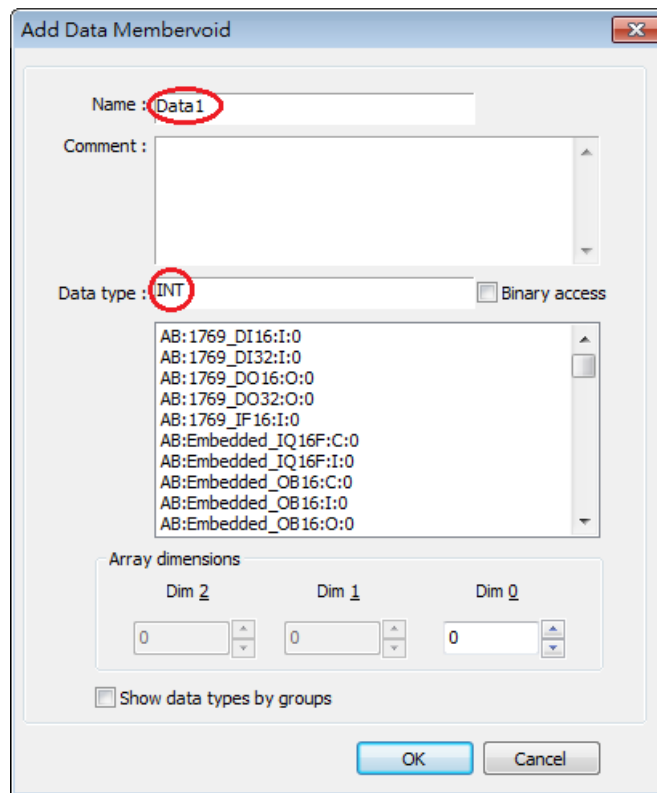 Add Data Membervoid
Name : Data1
Comment :
Data type : INT Binary access
AB:1769_DI16:I:0
AB:1769_DI32:I:0
AB:1769_DO16:O:0
AB:1769_DO32:O:0
AB:1769_IF16:I:0
AB:Embedded_IQ16F:C:0
AB:Embedded_IQ16F:I:0
AB:Embedded_OB16:C:0
AB:Embedded_OB16:I:0
AB:Embedded_OB16:O:0
Array dimensions
Dim 2 Dim 1 Dim 0
0 0 0
Show data types by groups
OK Cancel